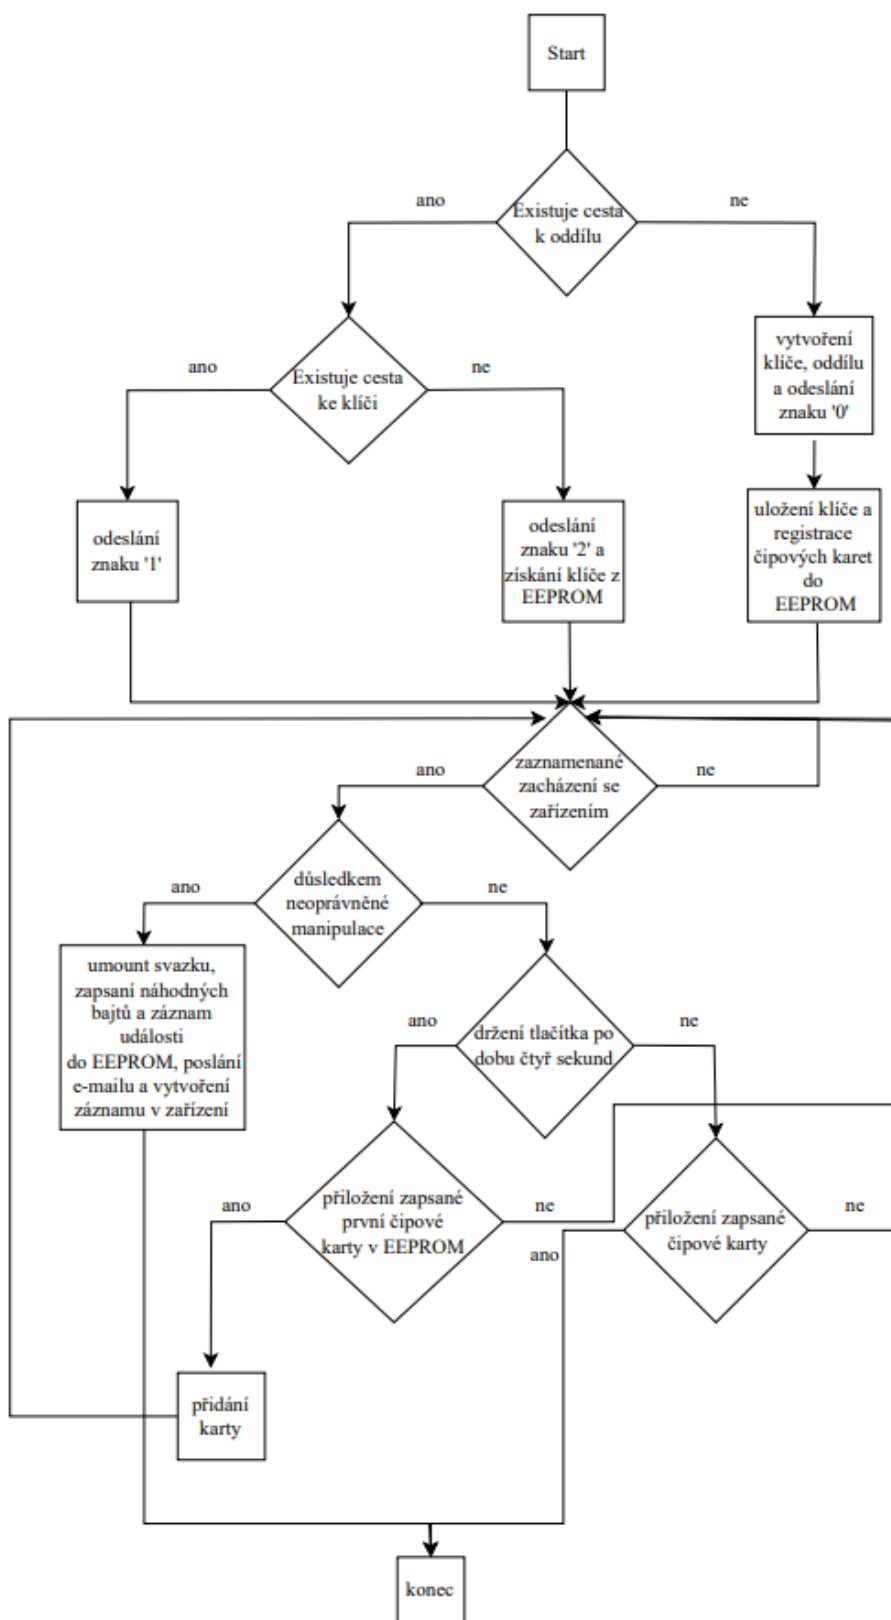 Start
ano
ne
Existuje cesta
k oddílu
vytvoření
klíče, oddílu
a odeslání
znaku '0'
ano
ne
Existuje cesta
ke klíči
odeslání
znaku '1'
odeslání
znaku '2' a
získání klíče z
EEPROM
uložení klíče a
registrace
čipových karet
do
EEPROM
ano
ne
zaznamenané
zacházení se
zařízením
ano
ne
důsledkem
neoprávněné
manipulace
umount svazku,
zapsaní náhodných
bajtů a záznam
události
do EEPROM, poslání
e-mailu a vytvoření
záznamu v zařízení
ano
ne
držení tlačítka po
dobu čtyř sekund
ano
ne
přiložení zapsané
první čipové
karty v EEPROM
ano
ne
přiložení zapsané
čipové karty
přidání
karty
konec